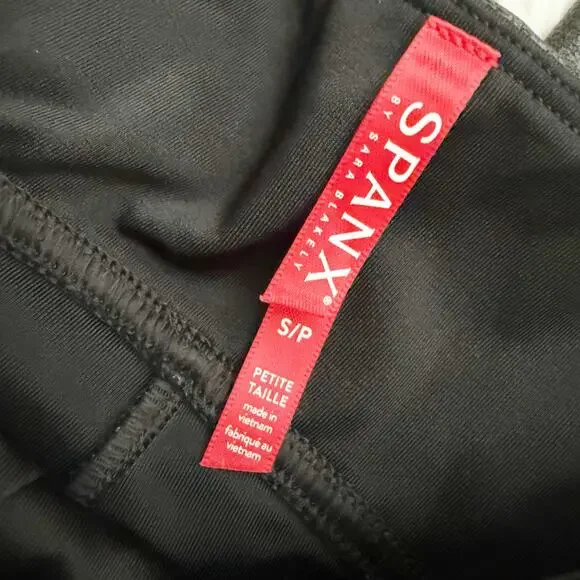 SPANX®
BY SARA BLAKELY
S/P
PETITE
TAILLE
made in
vietnam
fabriqué au
vietnam